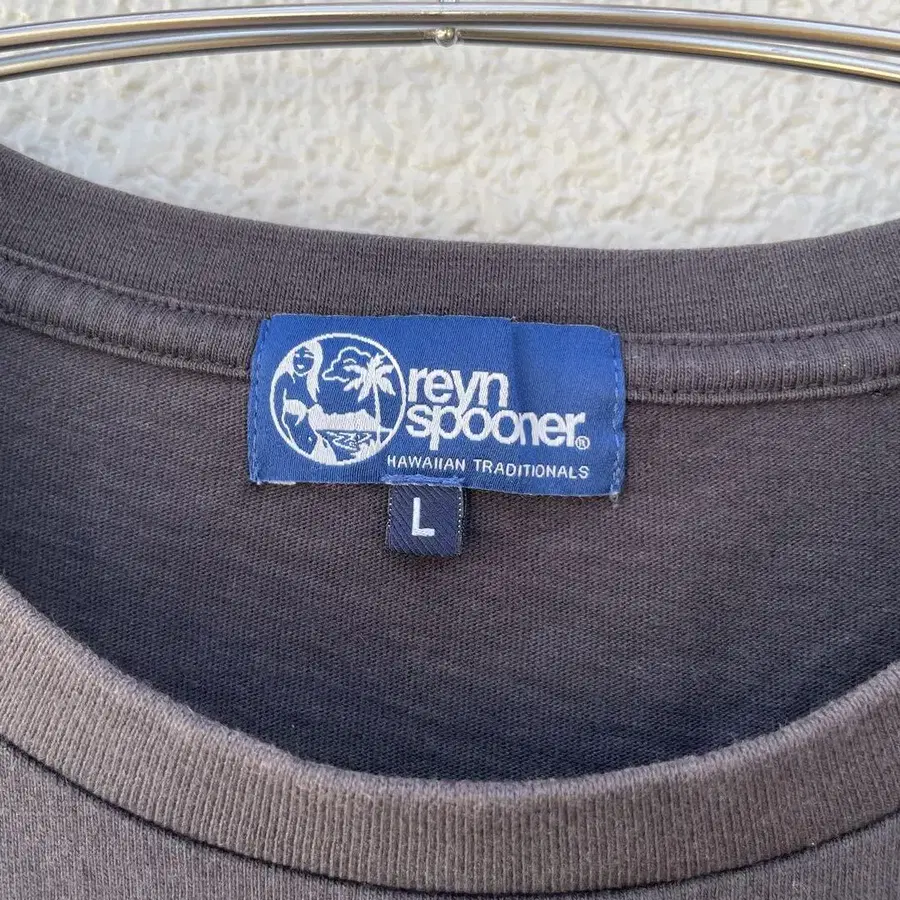 reyn
spooner®
HAWAIIAN TRADITIONALS
L